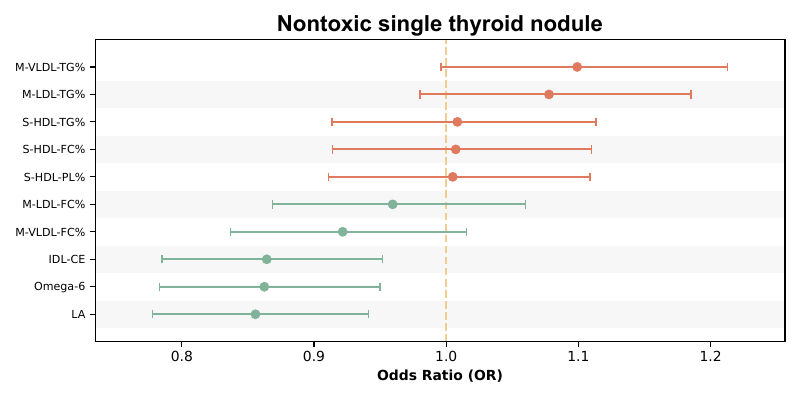 Nontoxic single thyroid nodule
M-VLDL-TG%
M-LDL-TG%
S-HDL-TG%
S-HDL-FC%
S-HDL-PL%
M-LDL-FC%
M-VLDL-FC%
IDL-CE
Omega-6
LA
0.8 0.9 1.0 1.1 1.2
Odds Ratio (OR)